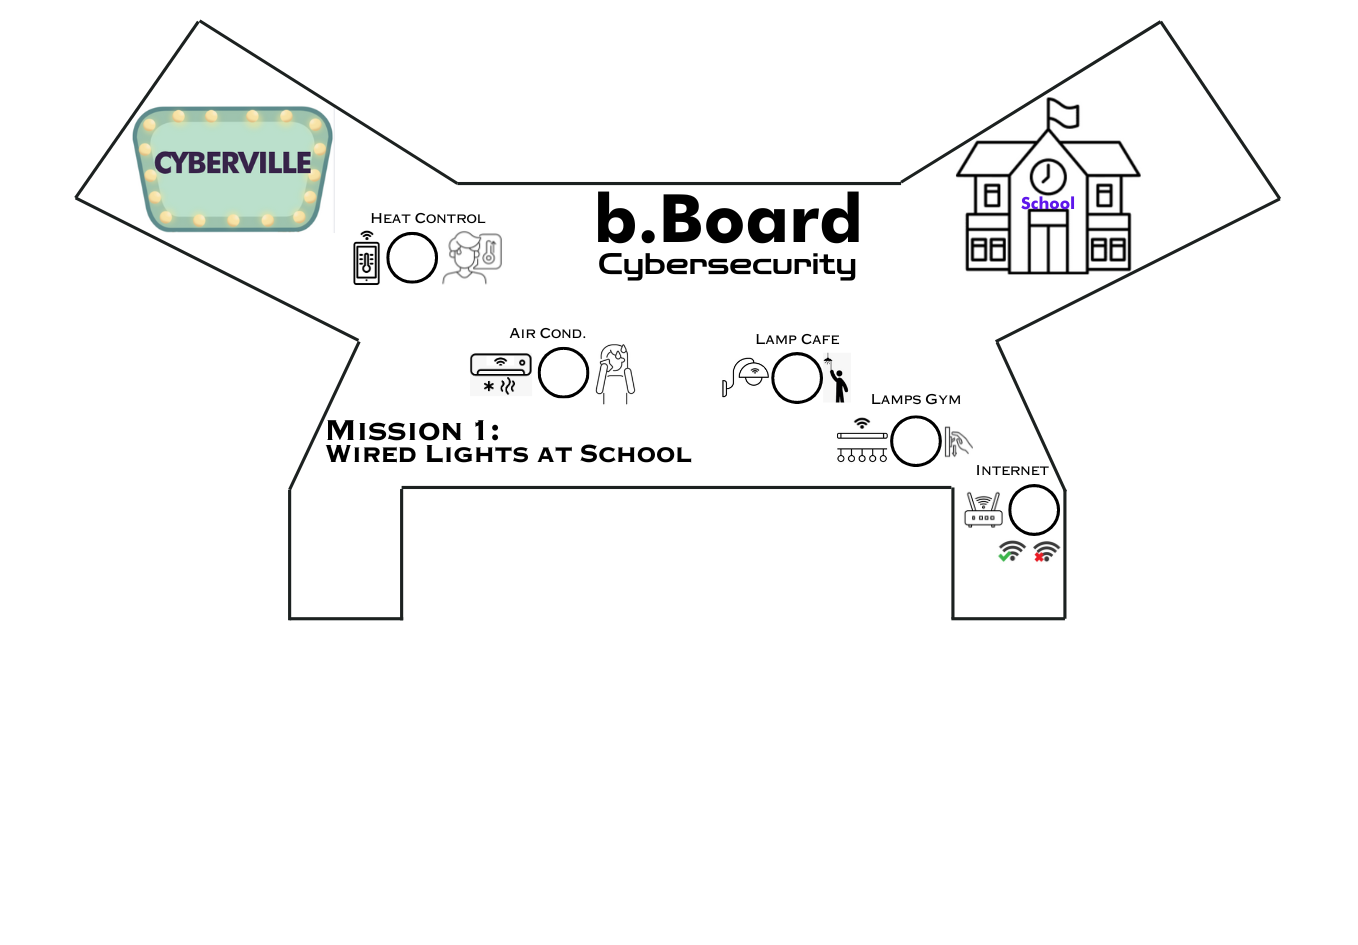 CYBERVILLE
School
b.Board
Cybersecurity
HEAT CONTROL
AIR COND.
LAMP CAFE
LAMPS GYM
INTERNET
MISSION 1:
WIRED LIGHTS AT SCHOOL